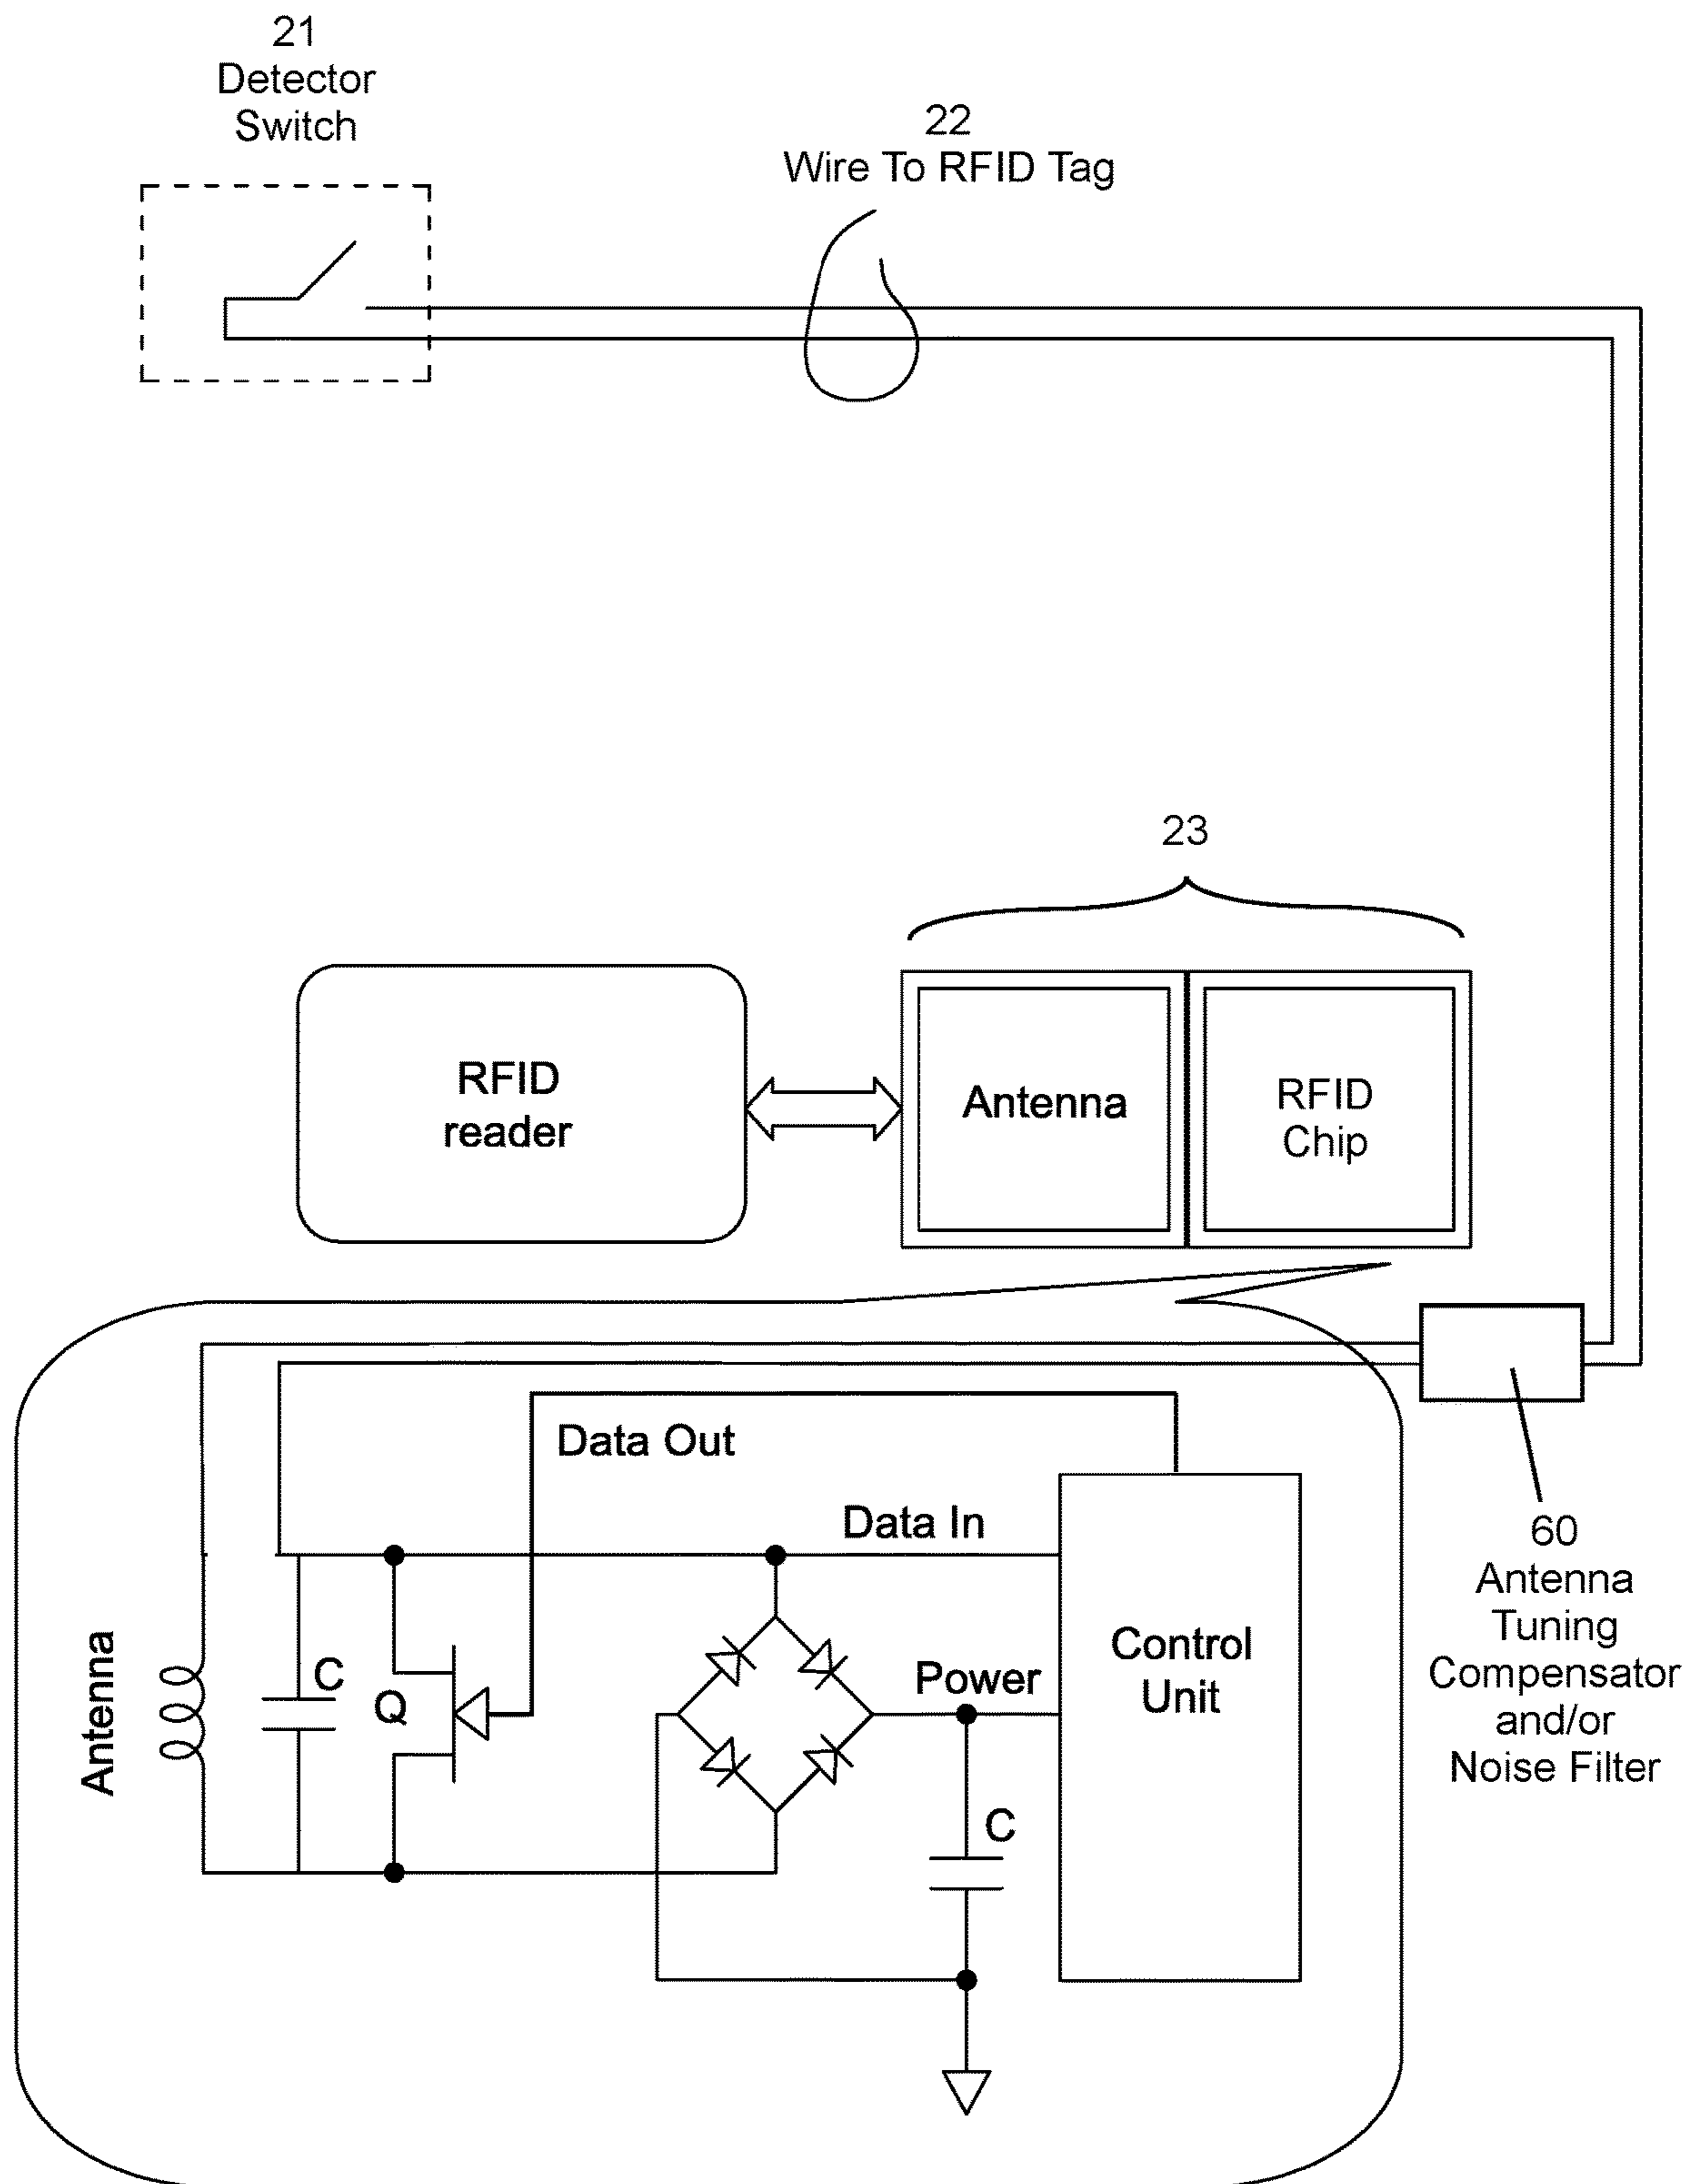 21
Detector
Switch
22
Wire To RFID Tag
23
RFID
reader
Antenna
RFID
Chip
Data Out
Data In
60
Antenna
Tuning
Compensator
and/or
Noise Filter
Antenna
C
Q
Power
Control
Unit
C